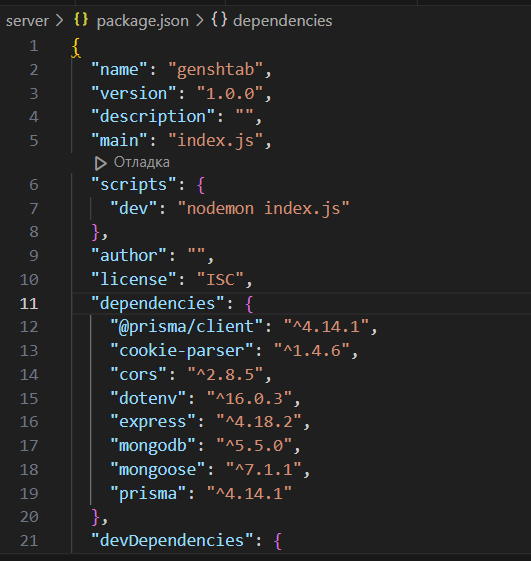 server > {} package.json > {} dependencies
1 {
2 "name": "genshtab",
3 "version": "1.0.0",
4 "description": "",
5 "main": "index.js",
Отладка
6 "scripts": {
7 "dev": "nodemon index.js"
8 },
9 "author": "",
10 "license": "ISC",
11 "dependencies": {
12 "@prisma/client": "^4.14.1",
13 "cookie-parser": "^1.4.6",
14 "cors": "^2.8.5",
15 "dotenv": "^16.0.3",
16 "express": "^4.18.2",
17 "mongodb": "^5.5.0",
18 "mongoose": "^7.1.1",
19 "prisma": "^4.14.1"
20 },
21 "devDependencies": {